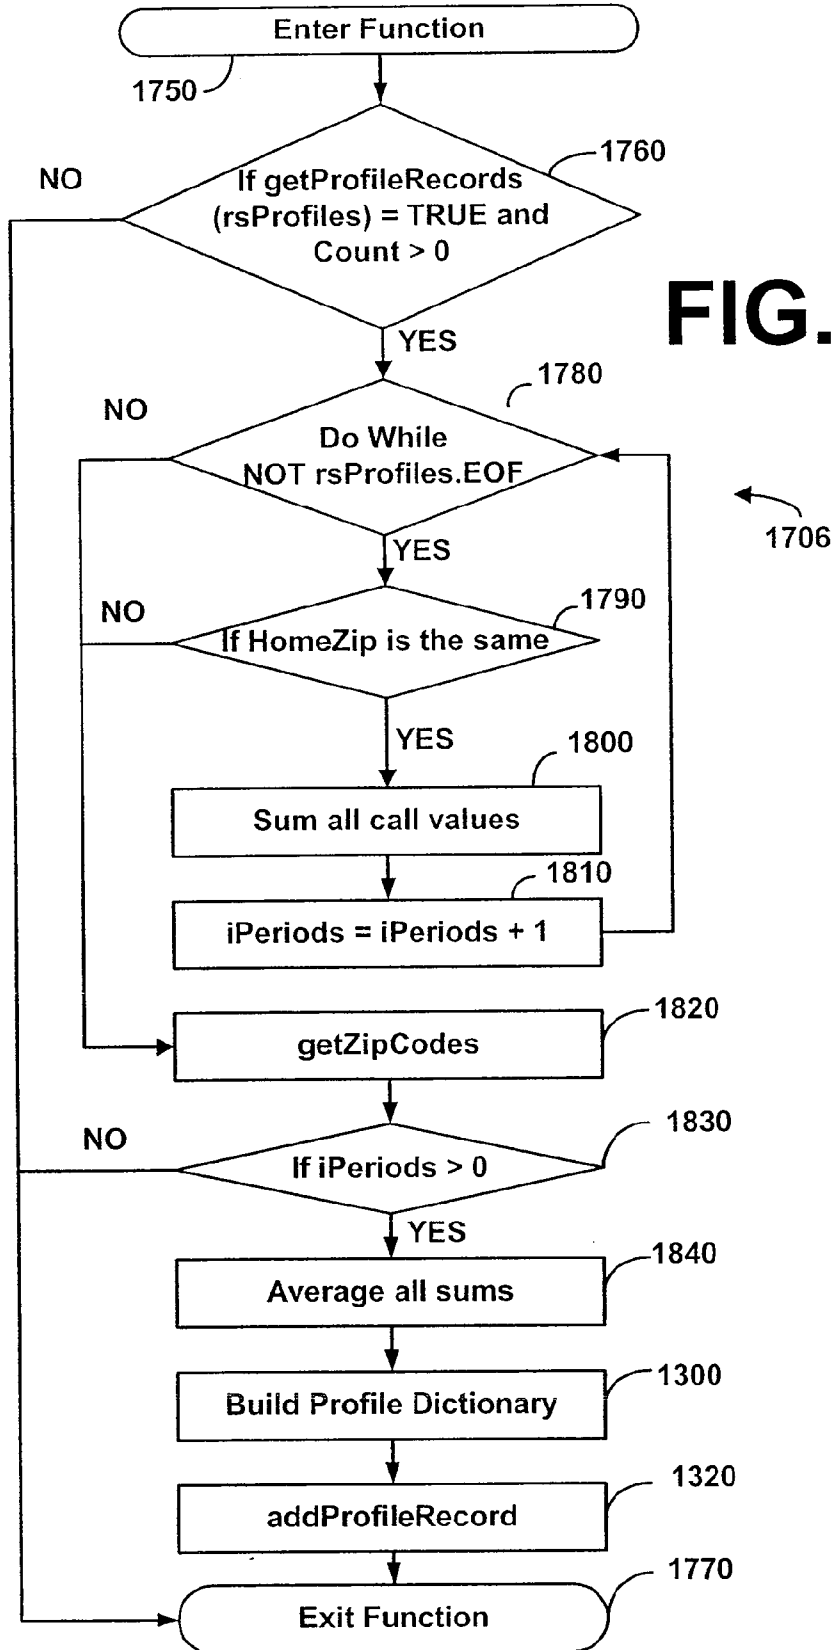 Enter Function
1750
1760
NO
If getProfileRecords
(rsProfiles) = TRUE and
Count > 0
FIG.
YES
1780
NO
Do While
NOT rsProfiles.EOF
1706
YES
1790
NO
If HomeZip is the same
YES
1800
Sum all call values
1810
iPeriods = iPeriods + 1
1820
getZipCodes
1830
NO
If iPeriods > 0
YES
1840
Average all sums
1300
Build Profile Dictionary
1320
addProfileRecord
1770
Exit Function